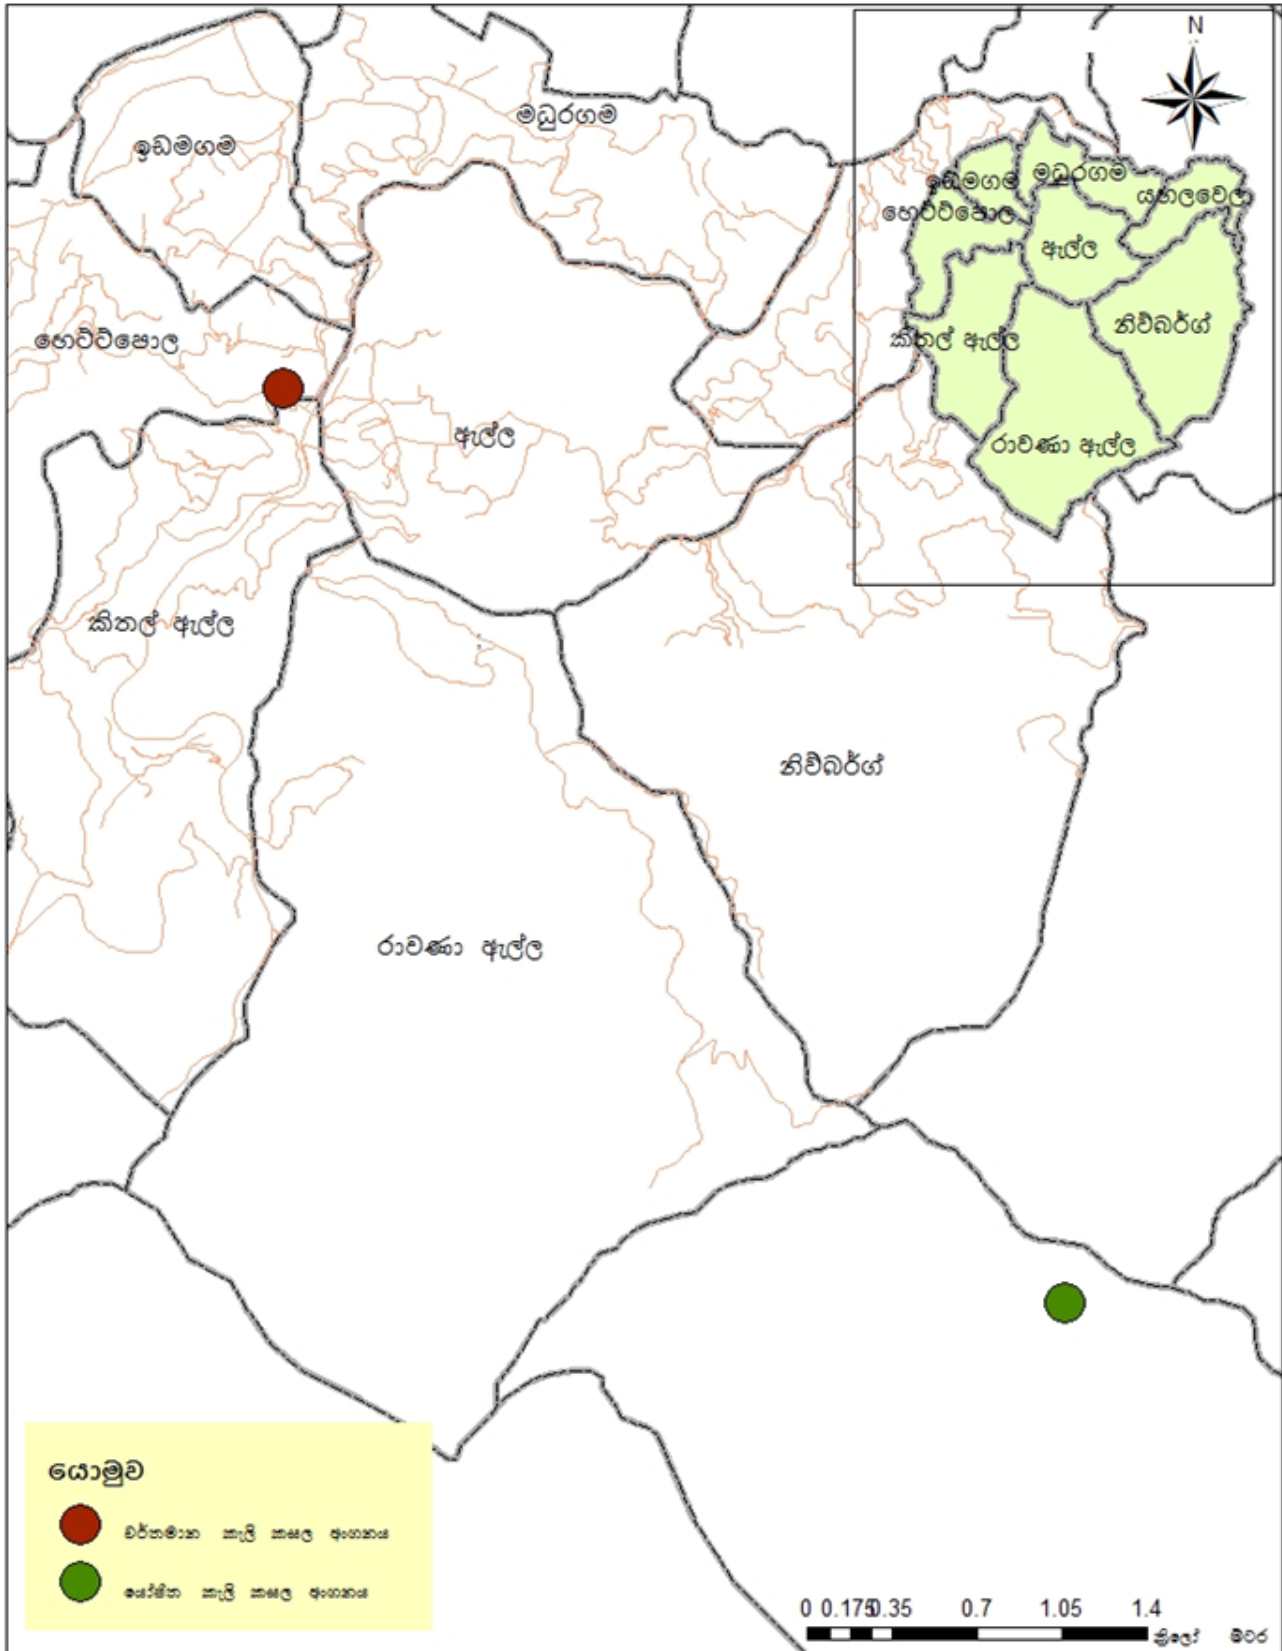 මධුරගම
ඉඩමගම
හෙට්ට්පොල
ඇල්ල
කිතල් ඇල්ල
නිව්බර්ග්
රාවණා ඇල්ල
N
මධුරගම
ඉඩමගම
යහලවෙල
හෙට්ට්පොල
ඇල්ල
නිව්බර්ග්
කිතල් ඇල්ල
රාවණා ඇල්ල
යොමුව
වර්තමාන කැලි කසල අංගනය
යෝජිත කැලි කසල අංගනය
0 0.175 0.35 0.7 1.05 1.4
කිලෝ මීටර